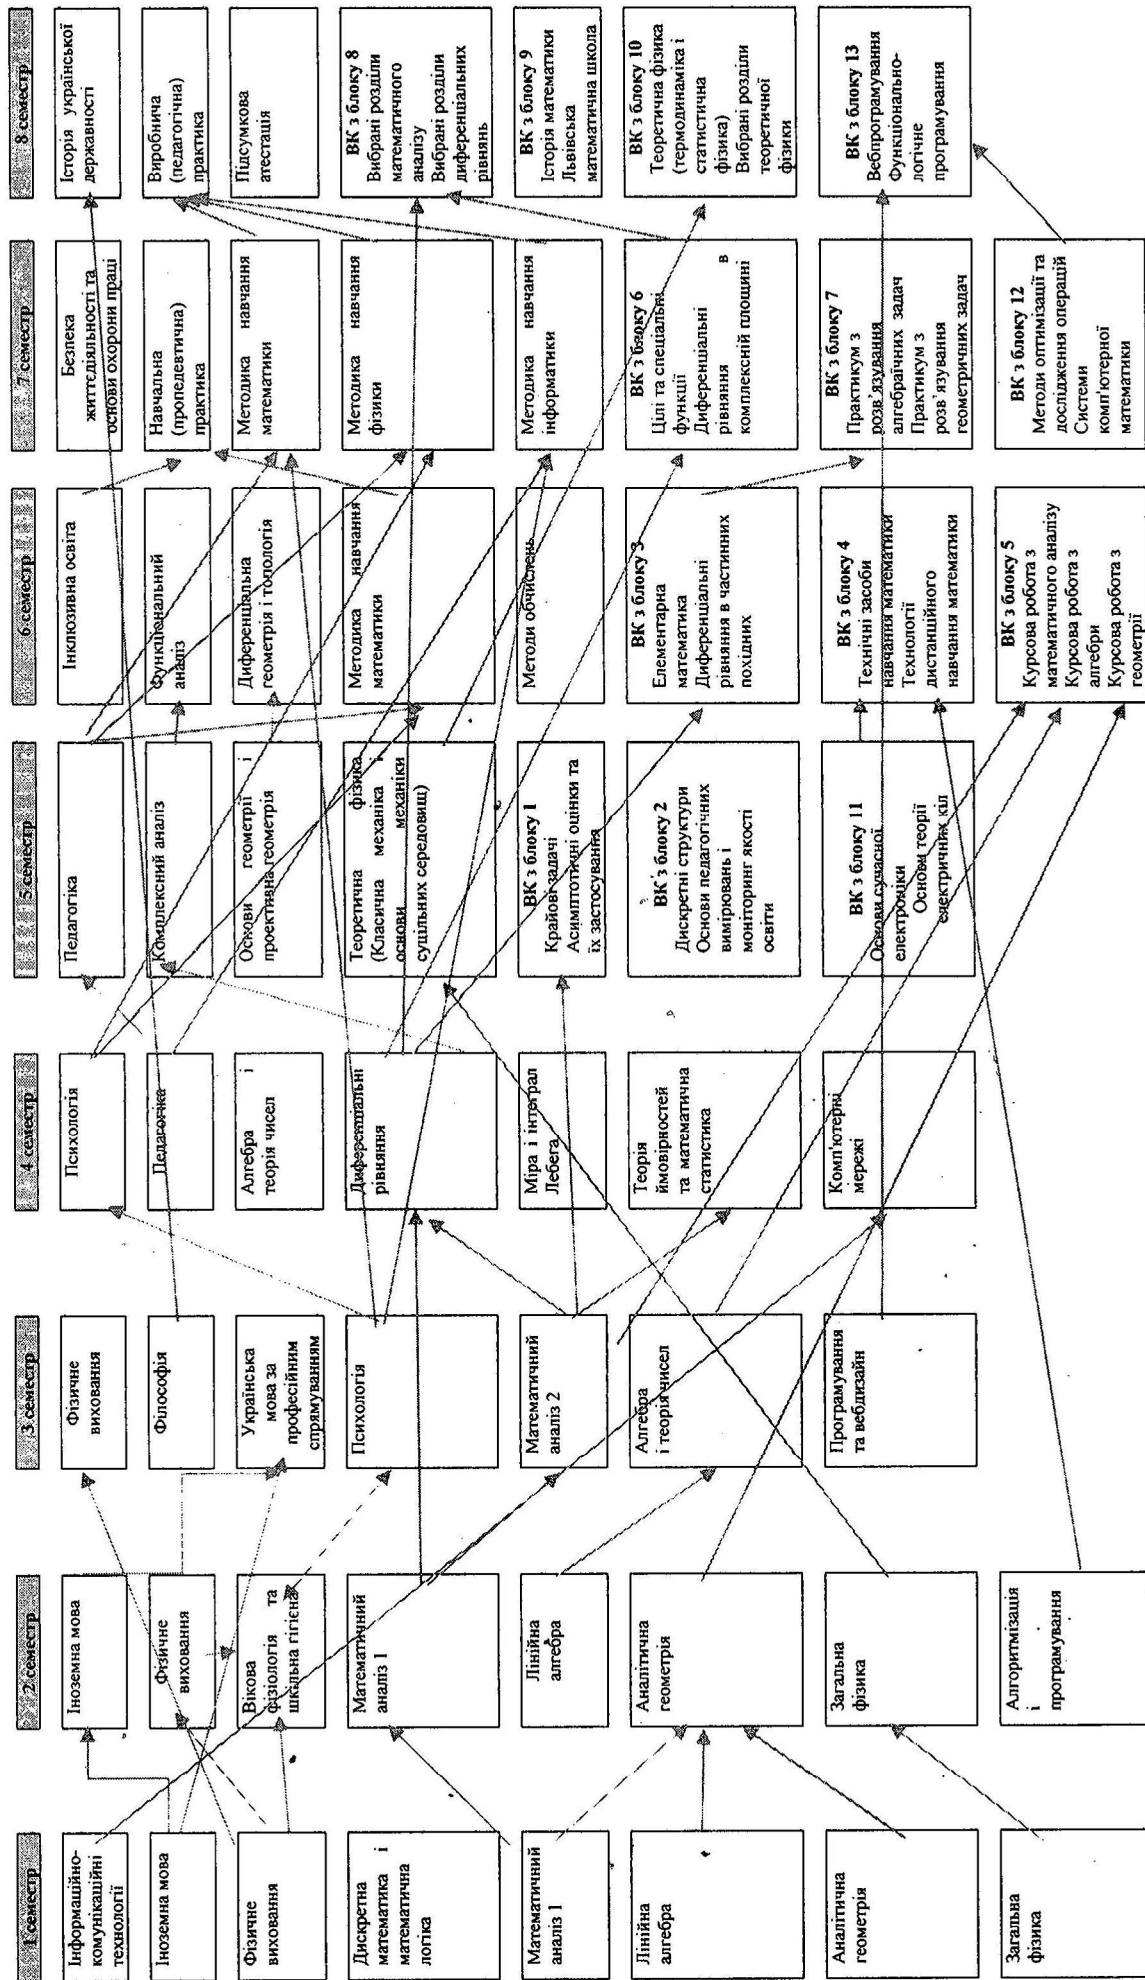 1 семестр
Інформаційно-
комунікаційні
технології
Іноземна мова
Фізичне
виховання
Дискретна
математика і
математична
логіка
Математичний
аналіз 1
Лінійна
алгебра
Аналітична
геометрія
Загальна
фізика
2 семестр
Іноземна мова
Фізичне
виховання
Вікова
фізіологія та
шкільна гігієна
Математичний
аналіз 1
Лінійна
алгебра
Аналітична
геометрія
Загальна
фізика
Алгоритмізація
і
програмування
3 семестр
Фізичне
виховання
Філософія
Українська
мова за
професійним
спрямуванням
Психологія
Математичний
аналіз 2
Алгебра
і теорія чисел
Програмування
та вебдизайн
4 семестр
Психологія
Педагогіка
Алгебра і
теорія чисел
Диференціальні
рівняння
Міра і інтеграл
Лебега
Теорія
ймовірностей
та математична
статистика
Комп'ютерні
мережі
5 семестр
Педагогіка
Комплексний аналіз
Основи геометрії і
проективна геометрія
Теоретична фізика
(Класична механіка і
основи механіки
суцільних середовищ)
ВК з блоку 1
Крайові задачі
Асимптотичні оцінки та
їх застосування
ВК з блоку 2
Дискретні структури
Основи педагогічних
вимірювань і
моніторинг якості
освіти
ВК з блоку 11
Основи сучасної
електроніки
Основи теорії
електричних кіл
6 семестр
Інклюзивна освіта
Функціональний
аналіз
Диференціальна
геометрія і топологія
Методика навчання
математики
Методи обчислень
ВК з блоку 3
Елементарна
математика
Диференціальні
рівняння в частинних
похідних
ВК з блоку 4
Технічні засоби
навчання математики
Технології
дистанційного
навчання математики
ВК з блоку 5
Курсова робота з
математичного аналізу
Курсова робота з
алгебри
Курсова робота з
геометрії
7 семестр
Безпека
життєдіяльності та
основи охорони праці
Навчальна
(пропедевтична)
практика
Методика навчання
математики
Методика навчання
фізики
Методика навчання
інформатики
ВК з блоку 6
Цілі та спеціальні
функції
Диференціальні
рівняння в
комплексній площині
ВК з блоку 7
Практикум з
розв'язування
алгебраїчних задач
Практикум з
розв'язування
геометричних задач
ВК з блоку 12
Методи оптимізації та
дослідження операцій
Системи
комп'ютерної
математики
8 семестр
Історія української
державності
Виробнича
(педагогічна)
практика
Підсумкова
атестація
ВК з блоку 8
Вибрані розділи
математичного
аналізу
Вибрані розділи
диференціальних
рівнянь
ВК з блоку 9
Історія математики
Львівська
математична школа
ВК з блоку 10
Теоретична фізика
(термодинаміка і
статистична
фізика)
Вибрані розділи
теоретичної
фізики
ВК з блоку 13
Вебпрограмування
Функціонально-
логічне
програмування